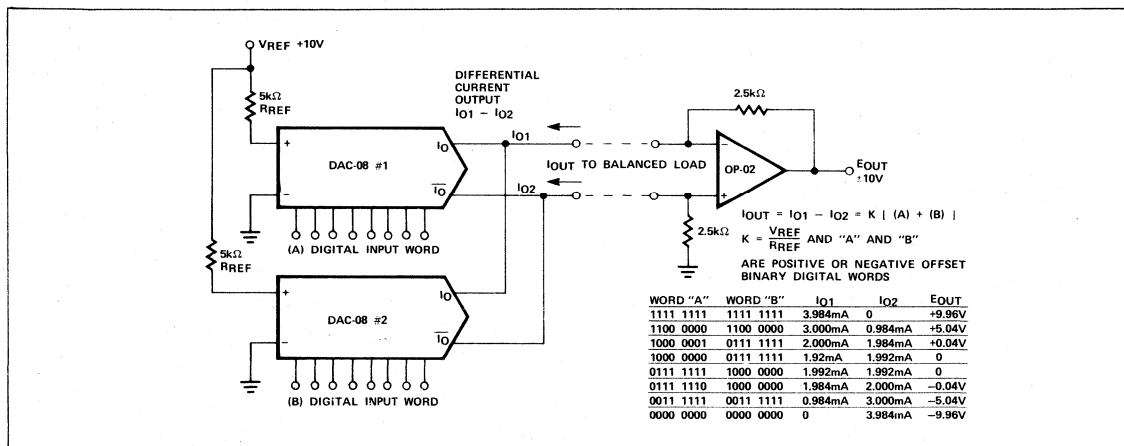 VREF +10V
5kΩ
RREF
DIFFERENTIAL
CURRENT
OUTPUT
IO1 – IO2
2.5kΩ
+
IO
IO1
−
DAC-08 #1
IOUT TO BALANCED LOAD
OP-02
EOUT
±10V
−
IO
IO2
+
(A) DIGITAL INPUT WORD
2.5kΩ
IOUT = IO1 – IO2 = K | (A) + (B) |
K = VREF/RREF AND "A" AND "B"
ARE POSITIVE OR NEGATIVE OFFSET
BINARY DIGITAL WORDS
5kΩ
RREF
+
IO
DAC-08 #2
−
IO
(B) DIGITAL INPUT WORD
WORD "A" WORD "B" IO1 IO2 EOUT
1111 1111 1111 1111 3.984mA 0 +9.96V
1100 0000 1100 0000 3.000mA 0.984mA +5.04V
1000 0001 0111 1111 2.000mA 1.984mA +0.04V
1000 0000 0111 1111 1.92mA 1.992mA 0
0111 1111 1000 0000 1.992mA 1.992mA 0
0111 1110 1000 0000 1.984mA 2.000mA −0.04V
0011 1111 0011 1111 0.984mA 3.000mA −5.04V
0000 0000 0000 0000 0 3.984mA −9.96V